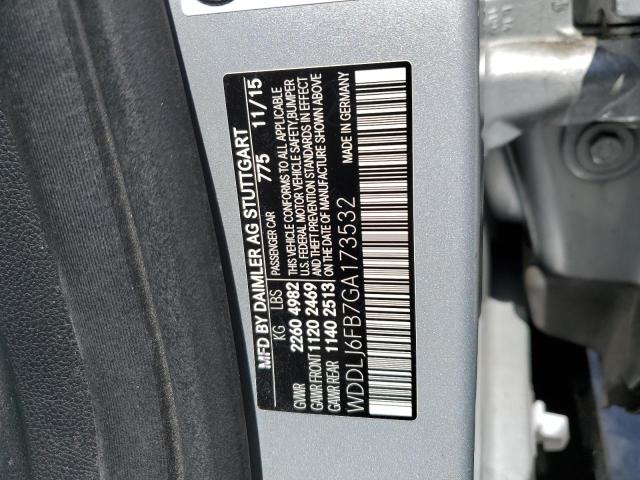 MFD BY DAIMLER AG STUTTGART
775 11/15
KG LBS
PASSENGER CAR
GVWR 2260 4982
GAWR FRONT 1120 2469
GAWR REAR 1140 2513
THIS VEHICLE CONFORMS TO ALL APPLICABLE
U.S. FEDERAL MOTOR VEHICLE SAFETY, BUMPER
AND THEFT PREVENTION STANDARDS IN EFFECT
ON THE DATE OF MANUFACTURE SHOWN ABOVE
MADE IN GERMANY
WDDLJ6FB7GA173532